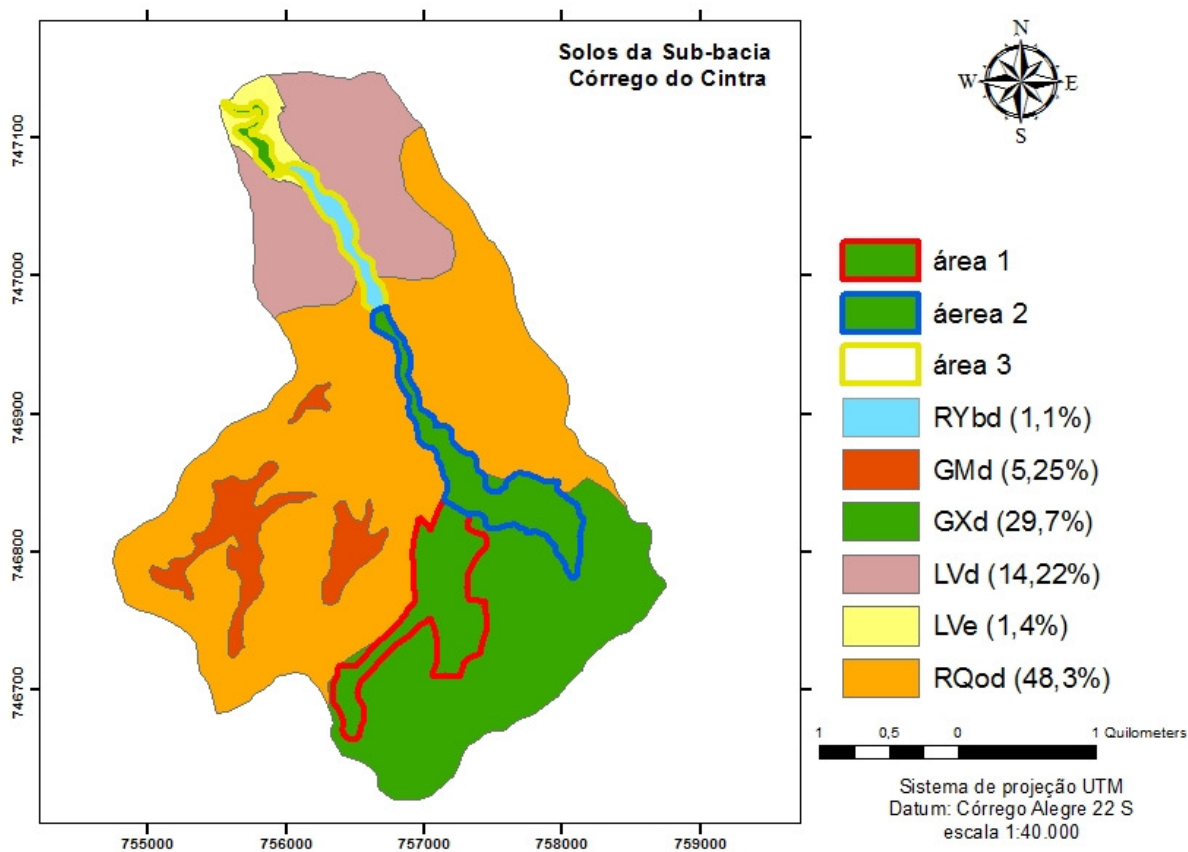 Solos da Sub-bacia
Córrego do Cintra
N
W
E
S
747100
747000
746900
746800
746700
755000
756000
757000
758000
759000
área 1
áerea 2
área 3
RYbd (1,1%)
GMd (5,25%)
GXd (29,7%)
LVd (14,22%)
LVe (1,4%)
RQod (48,3%)
1 0,5 0 1 Quilometers
Sistema de projeção UTM
Datum: Córrego Alegre 22 S
escala 1:40.000